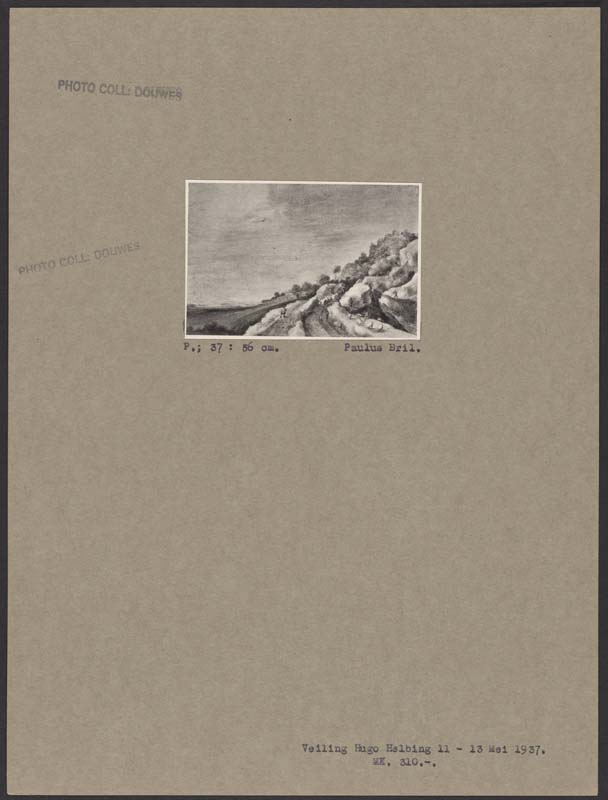 PHOTO COLL: DOUWES
PHOTO COLL: DOUWES
P.; 37 : 56 cm. Paulus Bril.
Veiling Hugo Helbing 11 - 13 Mei 1937.
MK. 310.-.